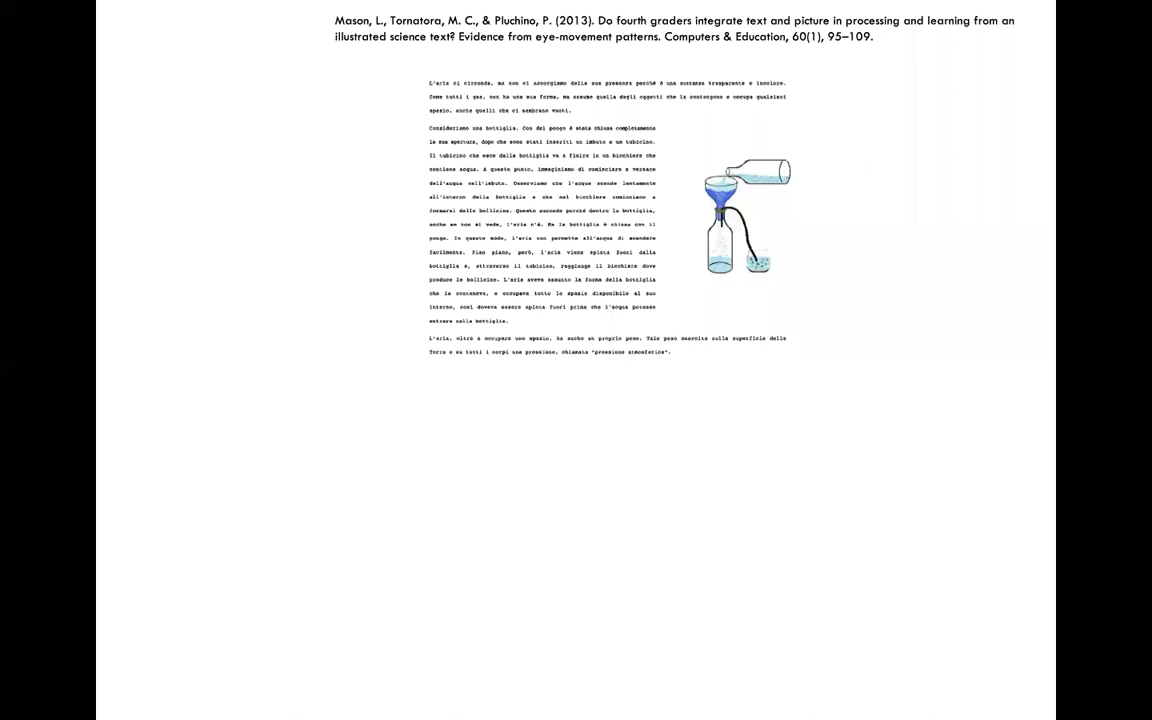 Mason, L., Tornatora, M. C., & Pluchino, P. (2013). Do fourth graders integrate text and picture in processing and learning from an
illustrated science text? Evidence from eye-movement patterns. Computers & Education, 60(1), 95–109.
L'aria ci circonda, ma non ci accorgiamo della sua presenza perché è una sostanza trasparente e incolore.
Come tutti i gas, non ha una sua forma, ma assume quella degli oggetti che la contengono e occupa qualsiasi
spazio, anche quelli che ci sembrano vuoti.
Consideriamo una bottiglia. Con del pongo è stata chiusa completamente
la sua apertura, dopo che sono stati inseriti un imbuto e un tubicino.
Il tubicino che esce dalla bottiglia va a finire in un bicchiere che
contiene acqua. A questo punto, immaginiamo di cominciare a versare
dell'acqua nell'imbuto. Osserviamo che l'acqua scende lentamente
all'interno della bottiglia e che nel bicchiere cominciano a
formarsi delle bollicine. Questo succede perché dentro la bottiglia,
anche se non si vede, l'aria c'è. Ma la bottiglia è chiusa con il
pongo. In questo modo, l'aria non permette all'acqua di scendere
facilmente. Pian piano, però, l'aria viene spinta fuori dalla
bottiglia e, attraverso il tubicino, raggiunge il bicchiere dove
produce le bollicine. L'aria aveva assunto la forma della bottiglia
che la conteneva, e occupava tutto lo spazio disponibile al suo
interno, così doveva essere spinta fuori prima che l'acqua potesse
entrare nella bottiglia.
L'aria, oltre a occupare uno spazio, ha anche un proprio peso. Tale peso esercita sulla superficie della
Terra e su tutti i corpi una pressione, chiamata "pressione atmosferica".